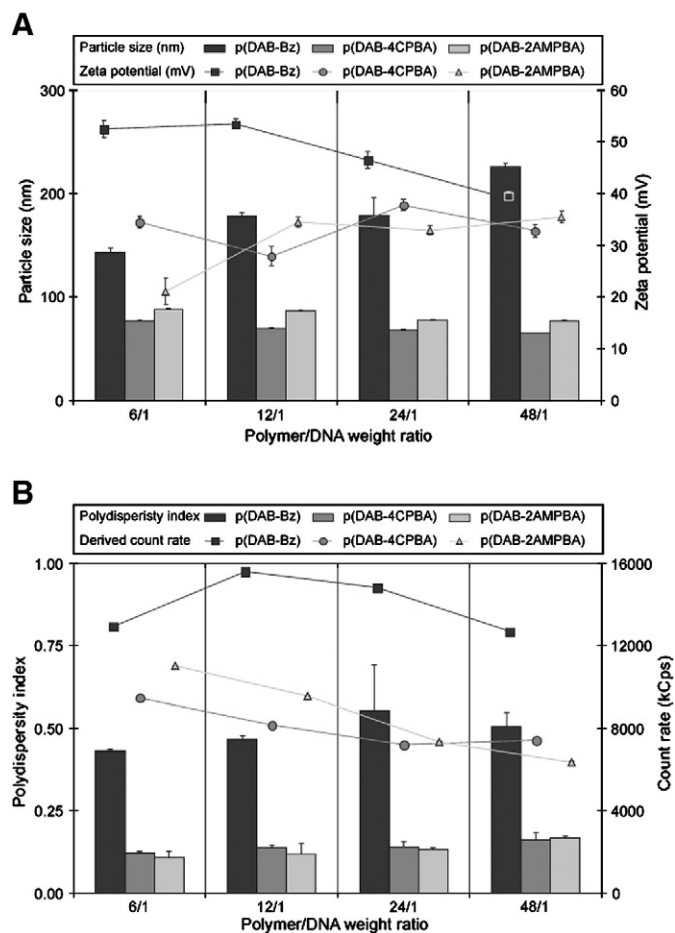 A
Particle size (nm) p(DAB-Bz) p(DAB-4CPBA) p(DAB-2AMPBA)
Zeta potential (mV) p(DAB-Bz) p(DAB-4CPBA) p(DAB-2AMPBA)
300 60
50
200 40
30
100 20
10
0 0
Particle size (nm)
Zeta potential (mV)
6/1 12/1 24/1 48/1
Polymer/DNA weight ratio
B
Polydisperisty index p(DAB-Bz) p(DAB-4CPBA) p(DAB-2AMPBA)
Derived count rate p(DAB-Bz) p(DAB-4CPBA) p(DAB-2AMPBA)
1.00 16000
0.75 12000
0.50 8000
0.25 4000
0.00 0
Polydispersity index
Count rate (kCps)
6/1 12/1 24/1 48/1
Polymer/DNA weight ratio